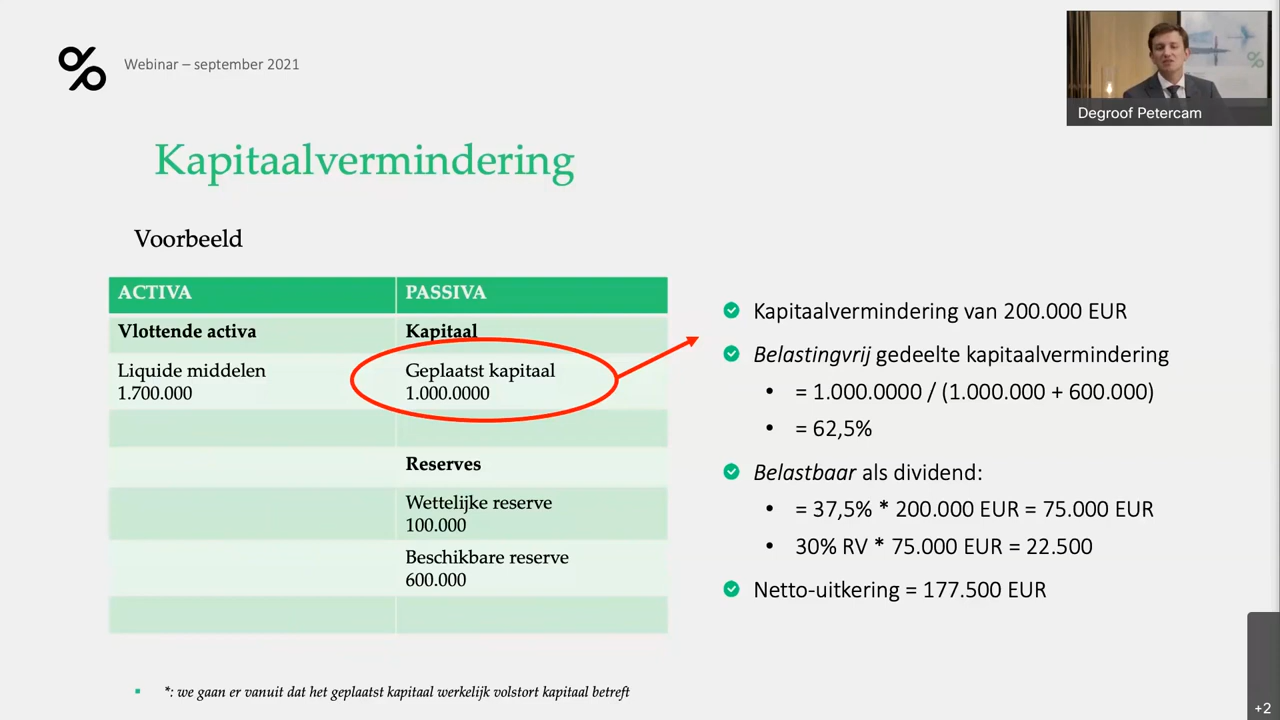 Webinar – september 2021
Degroof Petercam
Kapitaalvermindering
Voorbeeld
ACTIVA
PASSIVA
Vlottende activa
Kapitaal
Liquide middelen
1.700.000
Geplaatst kapitaal
1.000.0000
Reserves
Wettelijke reserve
100.000
Beschikbare reserve
600.000
Kapitaalvermindering van 200.000 EUR
Belastingvrij gedeelte kapitaalvermindering
• = 1.000.0000 / (1.000.000 + 600.000)
• = 62,5%
Belastbaar als dividend:
• = 37,5% * 200.000 EUR = 75.000 EUR
• 30% RV * 75.000 EUR = 22.500
Netto-uitkering = 177.500 EUR
*: we gaan er vanuit dat het geplaatst kapitaal werkelijk volstort kapitaal betreft
+2